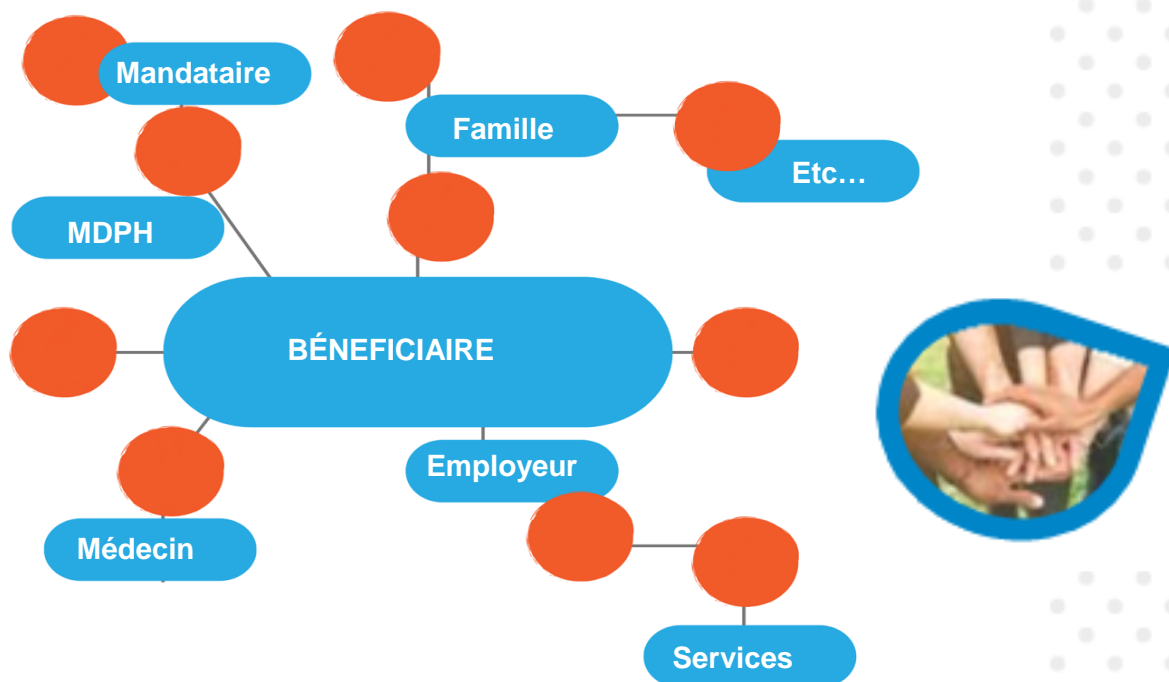 Mandataire
Famille
Etc…
MDPH
BÉNEFICIAIRE
Employeur
Médecin
Services